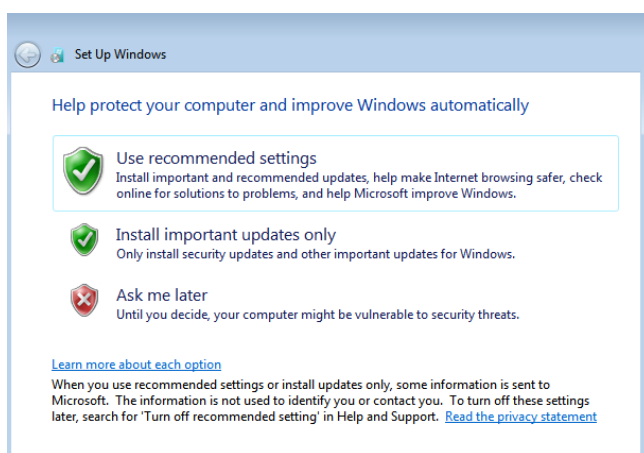 Set Up Windows
Help protect your computer and improve Windows automatically
Use recommended settings
Install important and recommended updates, help make Internet browsing safer, check
online for solutions to problems, and help Microsoft improve Windows.
Install important updates only
Only install security updates and other important updates for Windows.
Ask me later
Until you decide, your computer might be vulnerable to security threats.
Learn more about each option
When you use recommended settings or install updates only, some information is sent to
Microsoft.  The information is not used to identify you or contact you.  To turn off these settings
later, search for 'Turn off recommended setting' in Help and Support.  Read the privacy statement